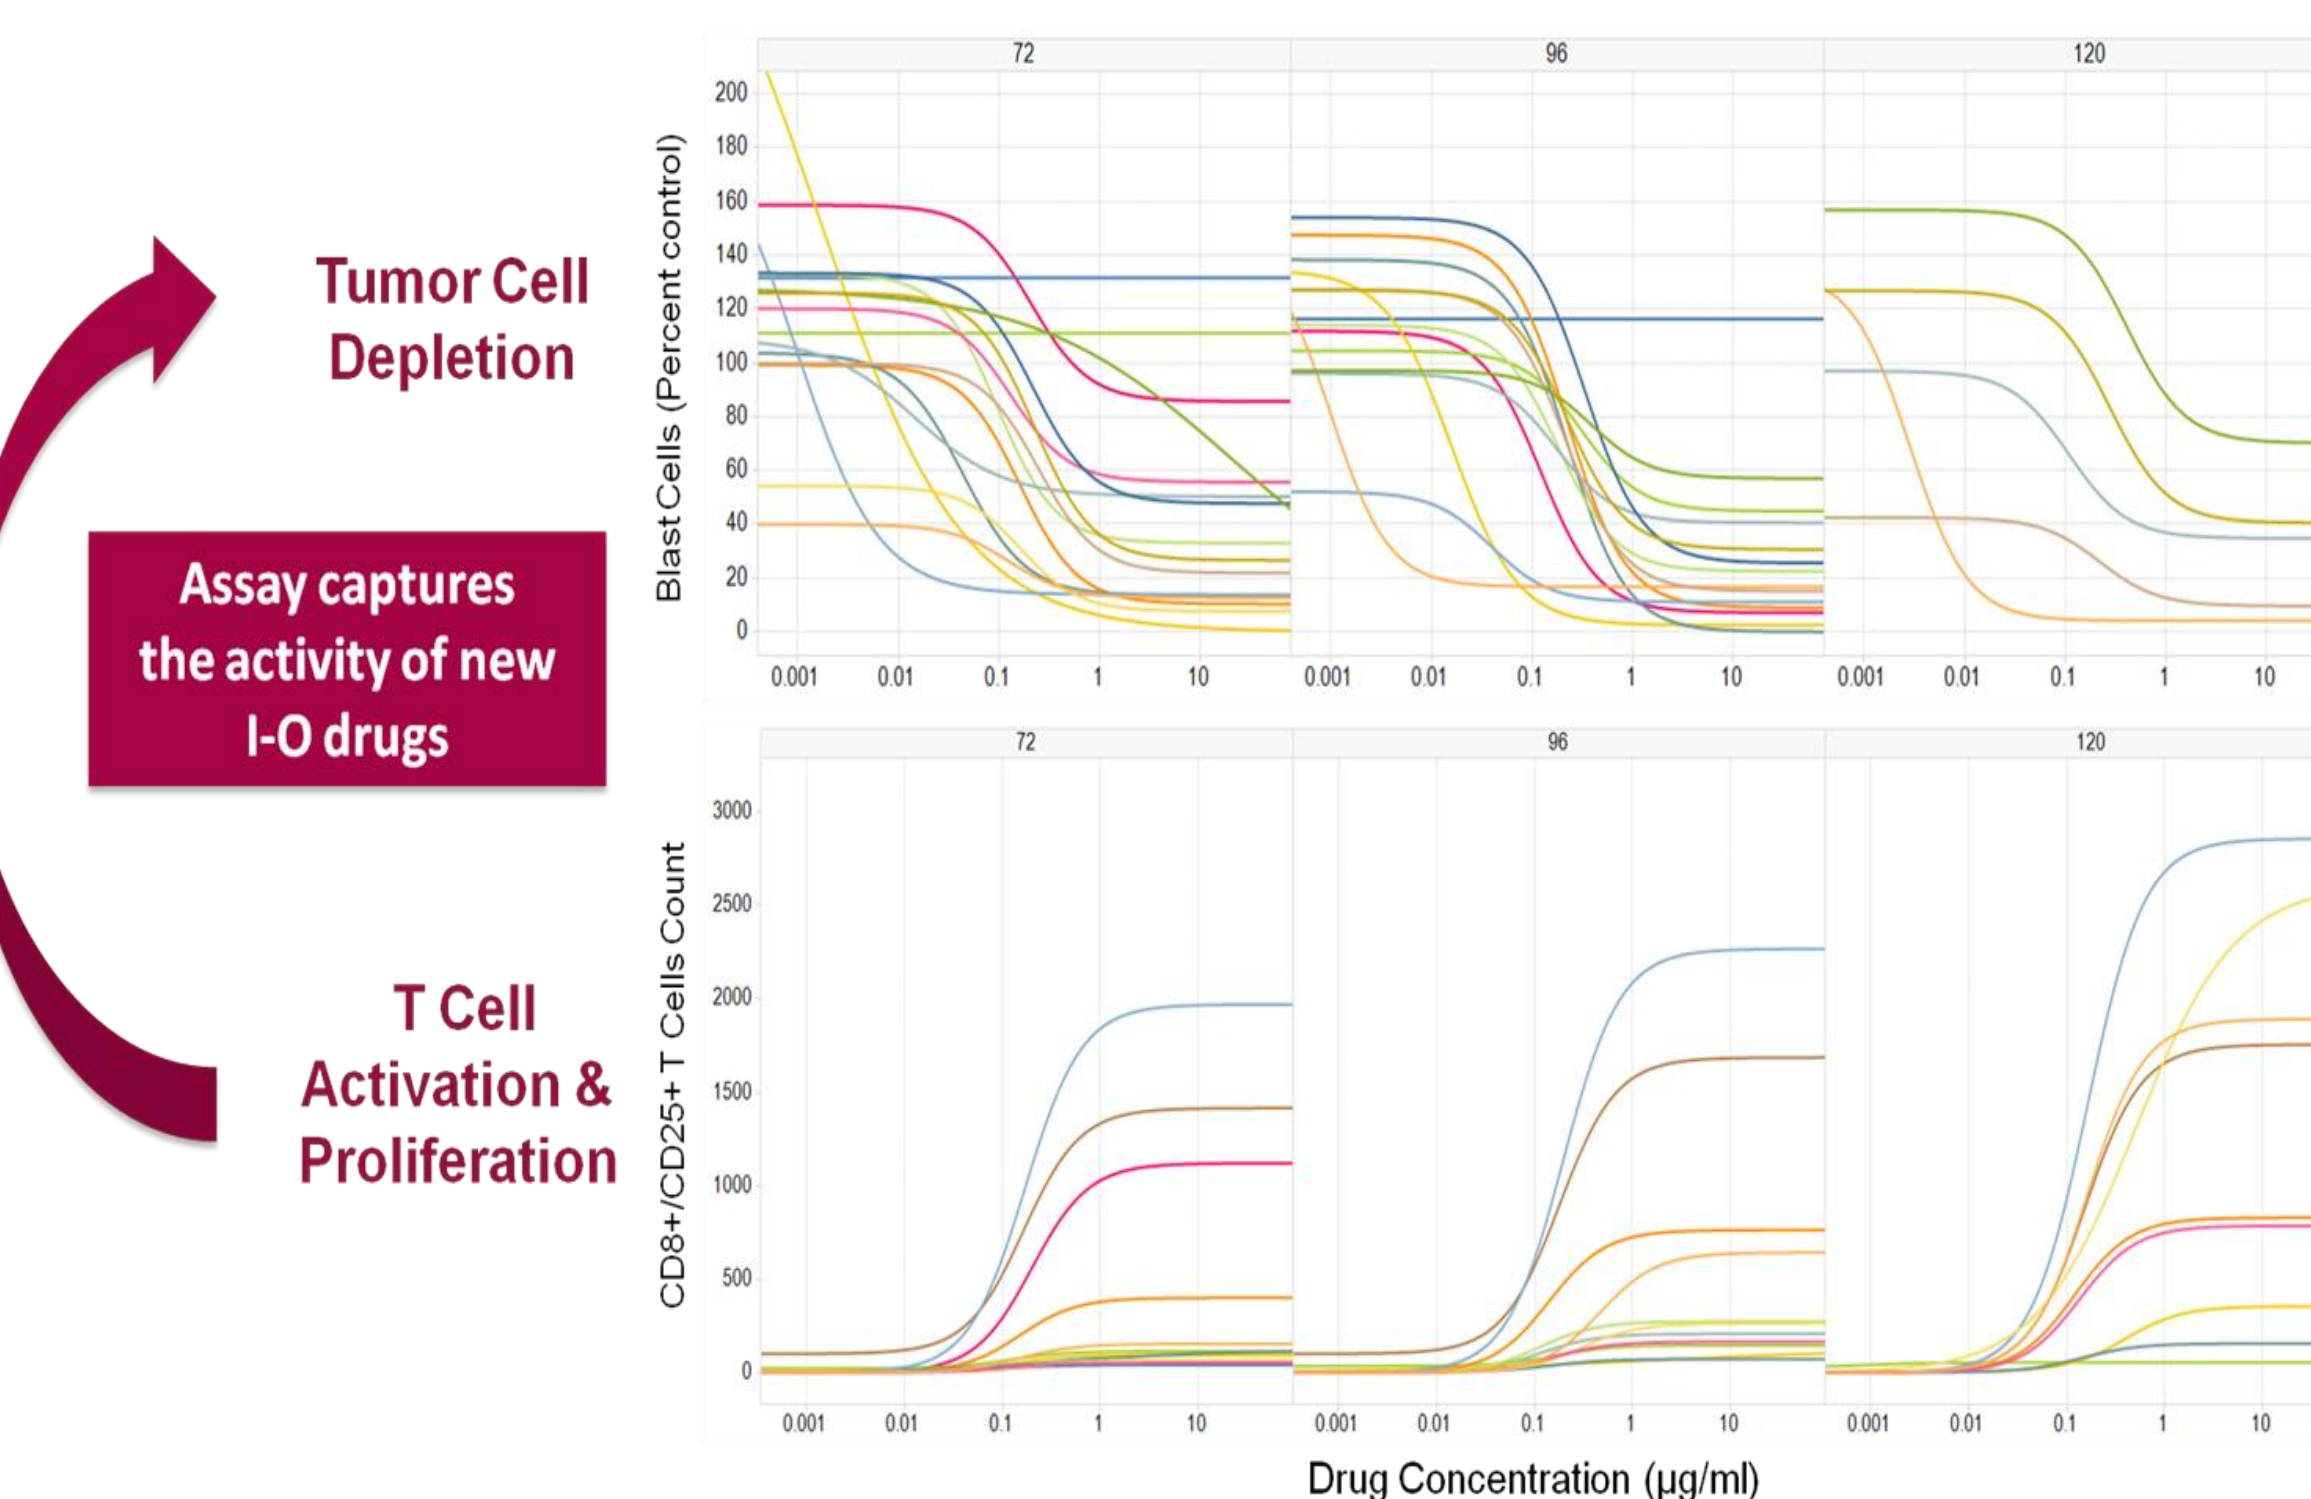 Tumor Cell
Depletion
Assay captures
the activity of new
I-O drugs
T Cell
Activation &
Proliferation
Blast Cells (Percent control)
72
96
120
200
180
160
140
120
100
80
60
40
20
0
0.001 0.01 0.1 1 10
0.001 0.01 0.1 1 10
0.001 0.01 0.1 1 10
CD8+/CD25+ T Cells Count
72
96
120
3000
2500
2000
1500
1000
500
0
0.001 0.01 0.1 1 10
0.001 0.01 0.1 1 10
0.001 0.01 0.1 1 10
Drug Concentration (µg/ml)